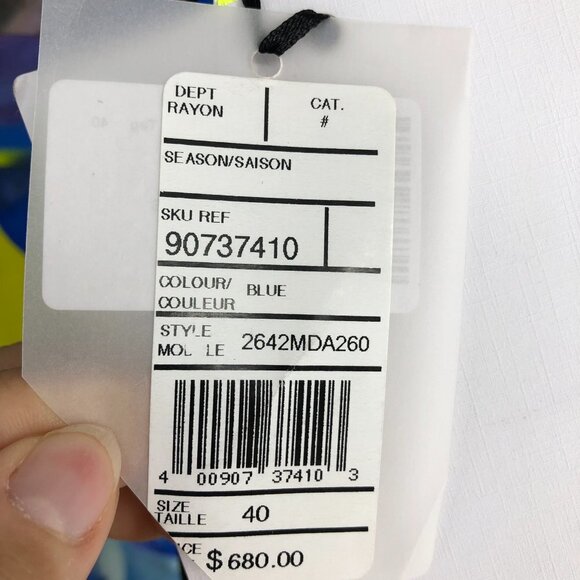 DEPT
RAYON
CAT.
#
SEASON/SAISON
SKU REF
90737410
COLOUR/ BLUE
COULEUR
STYLE
2642MDA260
4 00907 37410 3
SIZE
TAILLE 40
$680.00